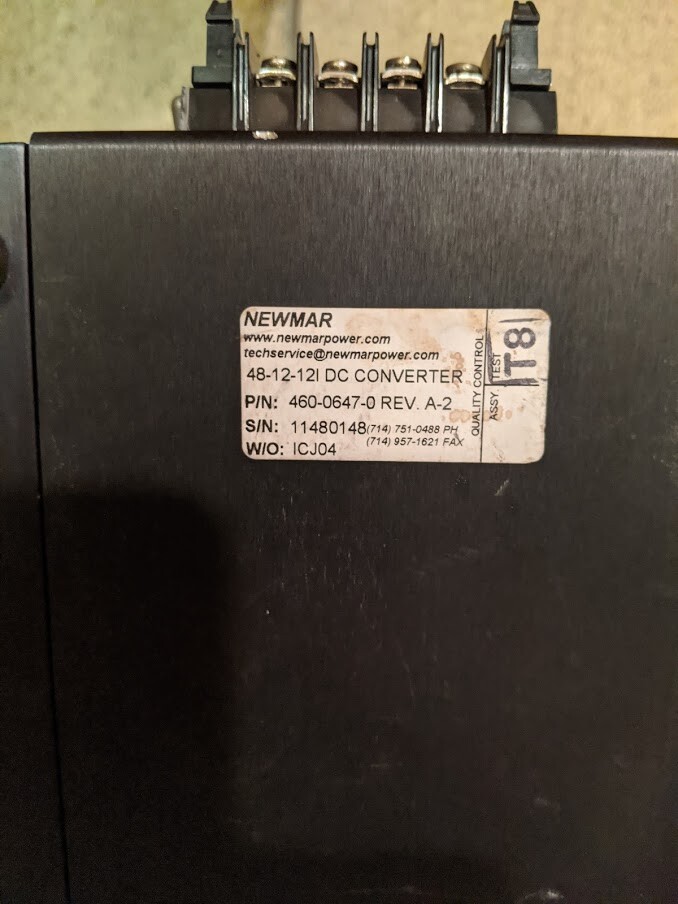 NEWMAR
www.newmarpower.com
techservice@newmarpower.com
48-12-12I DC CONVERTER
P/N: 460-0647-0 REV. A-2
S/N: 11480148 (714) 751-0488 PH
(714) 957-1621 FAX
W/O: ICJ04
QUALITY CONTROL
ASSY. TEST
T8